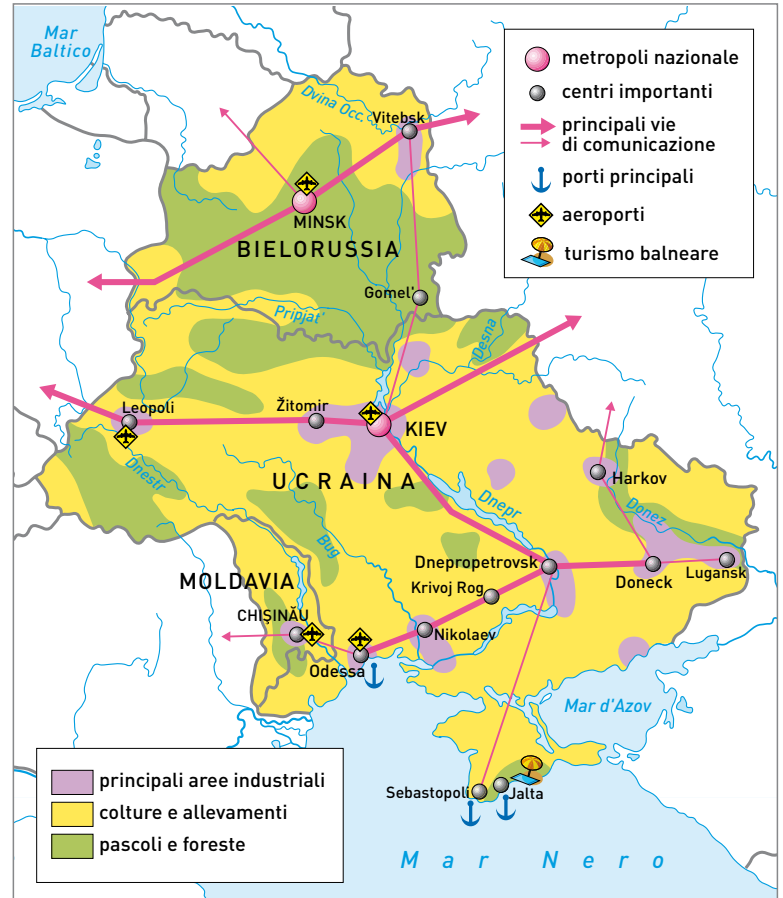 Mar
Baltico
metropoli nazionale
centri importanti
principali vie
di comunicazione
porti principali
aeroporti
turismo balneare
Dvina Occ.
Vitebsk
MINSK
BIELORUSSIA
Gomel'
Pripjat'
Desna
Leopoli
Žitomir
KIEV
UCRAINA
Dnestr
Dnepr
Harkov
Donez
Bug
Dnepropetrovsk
Doneck
Lugansk
Krivoj Rog
MOLDAVIA
CHIŞINĂU
Nikolaev
Odessa
Mar d'Azov
Sebastopoli
Jalta
Mar Nero
principali aree industriali
colture e allevamenti
pascoli e foreste